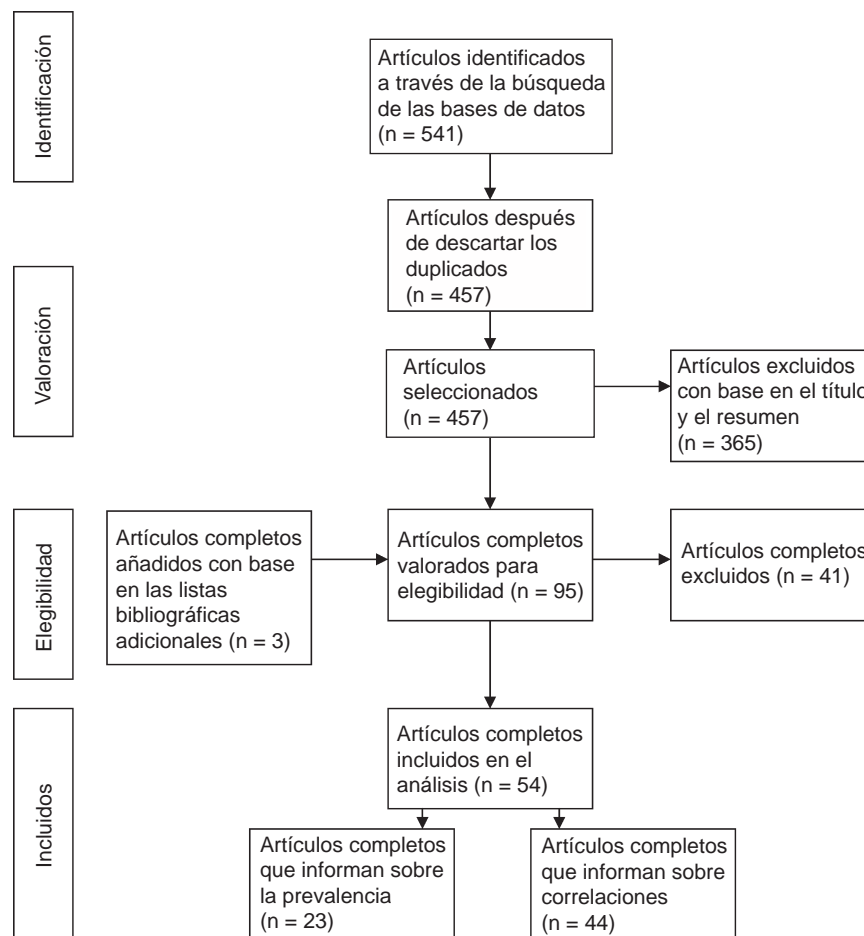 Identificación
Artículos identificados
a través de la búsqueda
de las bases de datos
(n = 541)
Artículos después
de descartar los
duplicados
(n = 457)
Valoración
Artículos
seleccionados
(n = 457)
Artículos excluidos
con base en el título
y el resumen
(n = 365)
Elegibilidad
Artículos completos
añadidos con base
en las listas
bibliográficas
adicionales (n = 3)
Artículos completos
valorados para
elegibilidad (n = 95)
Artículos completos
excluidos (n = 41)
Incluidos
Artículos completos
incluidos en el
análisis (n = 54)
Artículos completos
que informan sobre
la prevalencia
(n = 23)
Artículos completos
que informan sobre
correlaciones
(n = 44)